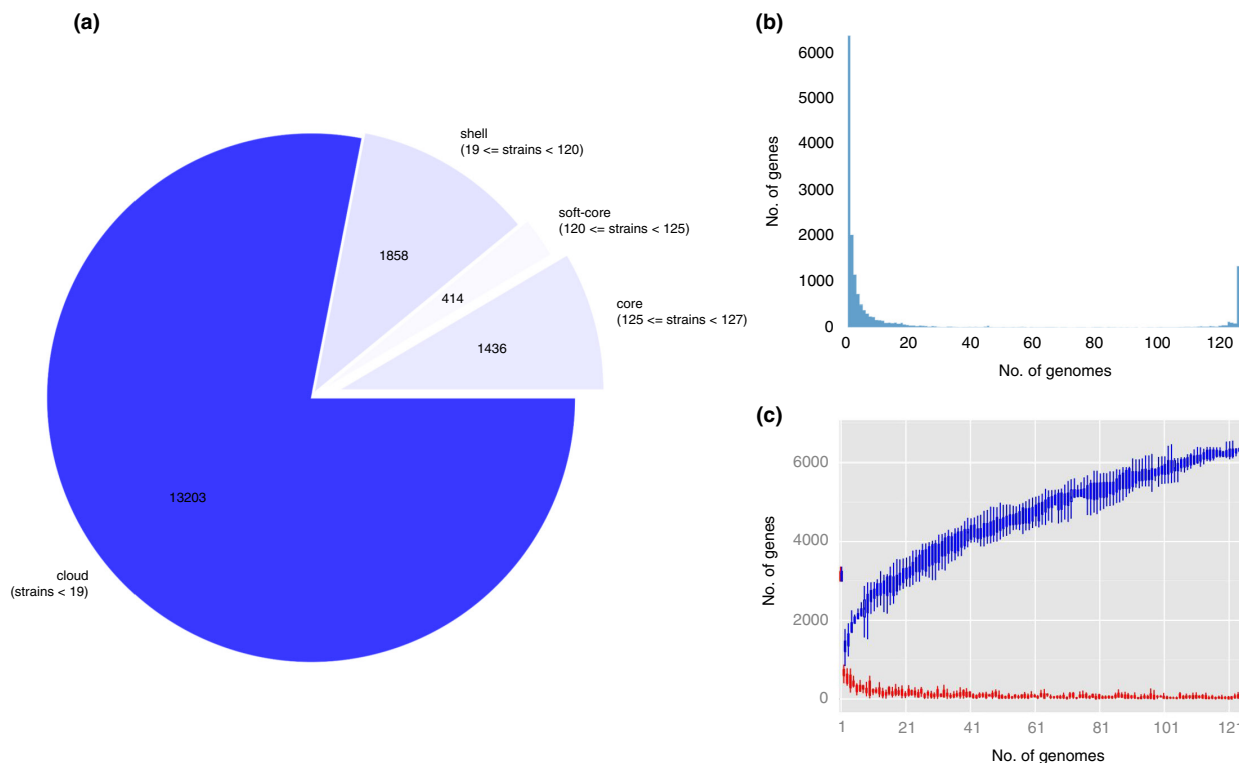 (a)
shell
(19 <= strains < 120)
soft-core
(120 <= strains < 125)
core
(125 <= strains < 127)
1858
414
1436
13203
cloud
(strains < 19)
(b)
No. of genes
6000
5000
4000
3000
2000
1000
0
0 20 40 60 80 100 120
No. of genomes
(c)
No. of genes
6000
4000
2000
0
1 21 41 61 81 101 121
No. of genomes